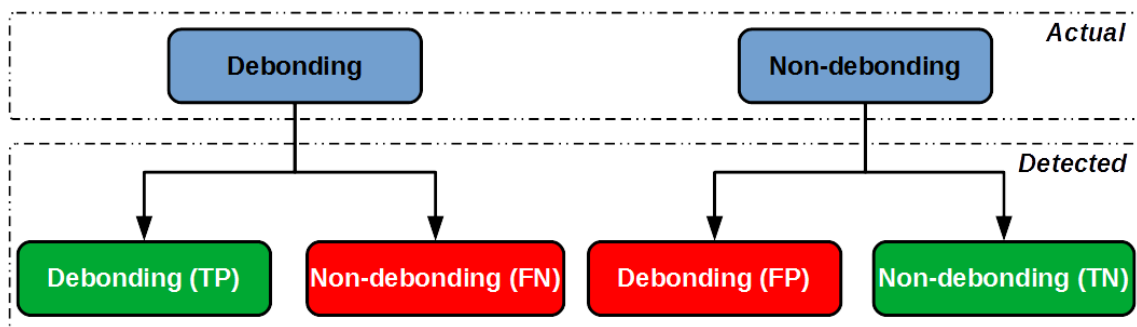 Actual
Debonding
Non-debonding
Detected
Debonding (TP)
Non-debonding (FN)
Debonding (FP)
Non-debonding (TN)